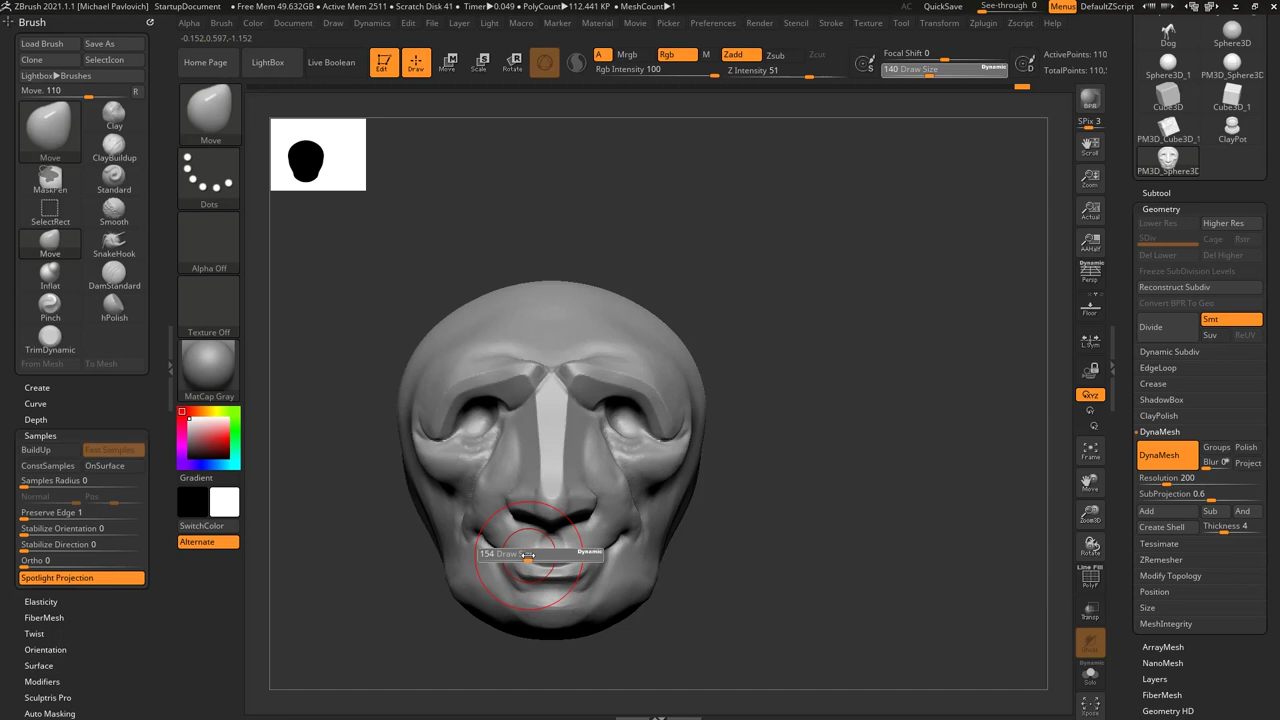 ZBrush 2021.1.1 [Michael Pavlovich]
StartupDocument
• Free Mem 49.632GB • Active Mem 2511 • Scratch Disk 41 • Timer▶0.049 • PolyCount▶112.441 KP • MeshCount▶1
AC
QuickSave
See-through 0
Menus
DefaultZScript
Brush
Alpha
Brush
Color
Document
Draw
Dynamics
Edit
File
Layer
Light
Macro
Marker
Material
Movie
Picker
Preferences
Render
Stencil
Stroke
Texture
Tool
Transform
Zplugin
Zscript
Help
-0.152,0.597,-1.152
Load Brush
Save As
Clone
SelectIcon
Lightbox▶Brushes
Move. 110
R
Move
Clay
ClayBuildup
MaskPen
Standard
SelectRect
Smooth
Move
SnakeHook
Inflat
DamStandard
Pinch
hPolish
TrimDynamic
From Mesh
To Mesh
Create
Curve
Depth
Samples
BuildUp
Fast Samples
ConstSamples
OnSurface
Samples Radius 0
Normal
Pos
Preserve Edge 1
Stabilize Orientation 0
Stabilize Direction 0
Ortho 0
Spotlight Projection
Elasticity
FiberMesh
Twist
Orientation
Surface
Modifiers
Sculptris Pro
Auto Masking
Home Page
LightBox
Live Boolean
Edit
Draw
Move
Scale
Rotate
A
Mrgb
Rgb
M
Zadd
Zsub
Zcut
Rgb Intensity 100
Z Intensity 51
S
Focal Shift 0
140 Draw Size
Dynamic
D
ActivePoints: 110
TotalPoints: 110,5
Move
Dots
Alpha Off
Texture Off
MatCap Gray
Gradient
SwitchColor
Alternate
154 Draw
Dynamic
BPR
SPix 3
Scroll
Zoom
Actual
AAHalf
Dynamic
Persp
Floor
L.Sym
XYZ
Frame
Move
Zoom3D
Rotate
Line Fill
PolyF
Transp
Ghost
Dynamic
Solo
Xpose
Dog
Sphere3D
Sphere3D_1
PM3D_Sphere3D
Cube3D
Cube3D_1
PM3D_Cube3D_1
ClayPot
PM3D_Sphere3D
Subtool
Geometry
Lower Res
Higher Res
SDiv
Cage
Rstr
Del Lower
Del Higher
Freeze SubDivision Levels
Reconstruct Subdiv
Convert BPR To Geo
Divide
Smt
Suv
ReUV
Dynamic Subdiv
EdgeLoop
Crease
ShadowBox
ClayPolish
DynaMesh
DynaMesh
Groups
Polish
Blur 0
Project
Resolution 200
SubProjection 0.6
Add
Sub
And
Create Shell
Thickness 4
Tessimate
ZRemesher
Modify Topology
Position
Size
MeshIntegrity
ArrayMesh
NanoMesh
Layers
FiberMesh
Geometry HD